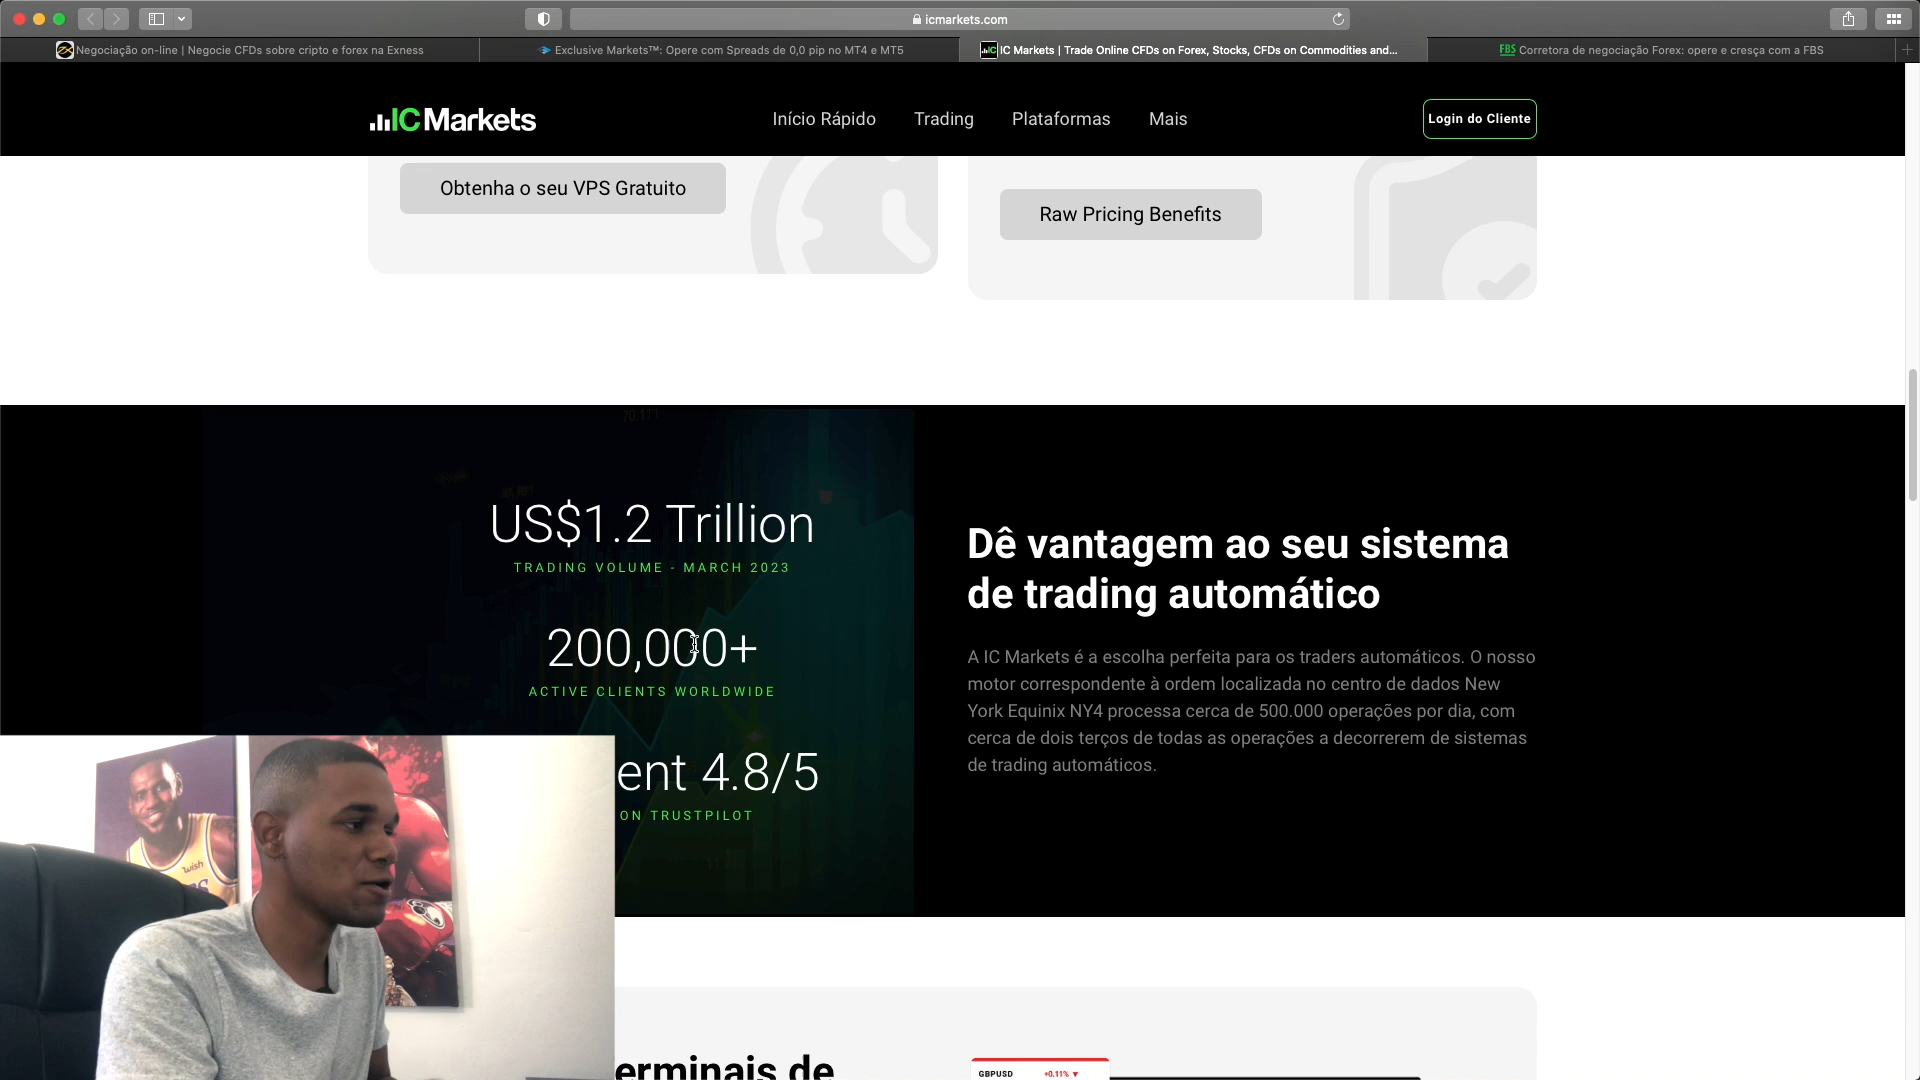 icmarkets.com
Negociação on-line | Negocie CFDs sobre cripto e forex na Exness
Exclusive Markets™: Opere com Spreads de 0,0 pip no MT4 e MT5
IC Markets | Trade Online CFDs on Forex, Stocks, CFDs on Commodities and...
FBS Corretora de negociação Forex: opere e cresça com a FBS
IC Markets
Início Rápido
Trading
Plataformas
Mais
Login do Cliente
Obtenha o seu VPS Gratuito
Raw Pricing Benefits
US$1.2 Trillion
TRADING VOLUME - MARCH 2023
200,000+
ACTIVE CLIENTS WORLDWIDE
ent 4.8/5
ON TRUSTPILOT
Dê vantagem ao seu sistema
de trading automático
A IC Markets é a escolha perfeita para os traders automáticos. O nosso
motor correspondente à ordem localizada no centro de dados New
York Equinix NY4 processa cerca de 500.000 operações por dia, com
cerca de dois terços de todas as operações a decorrerem de sistemas
de trading automáticos.
wish
erminais de
GBPUSD +0.11% ▼